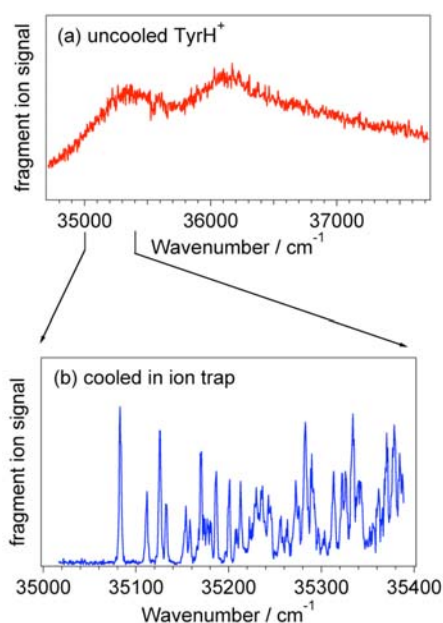 (a) uncooled TyrH+
fragment ion signal
35000 36000 37000
Wavenumber / cm-1
(b) cooled in ion trap
fragment ion signal
35000 35100 35200 35300 35400
Wavenumber / cm-1